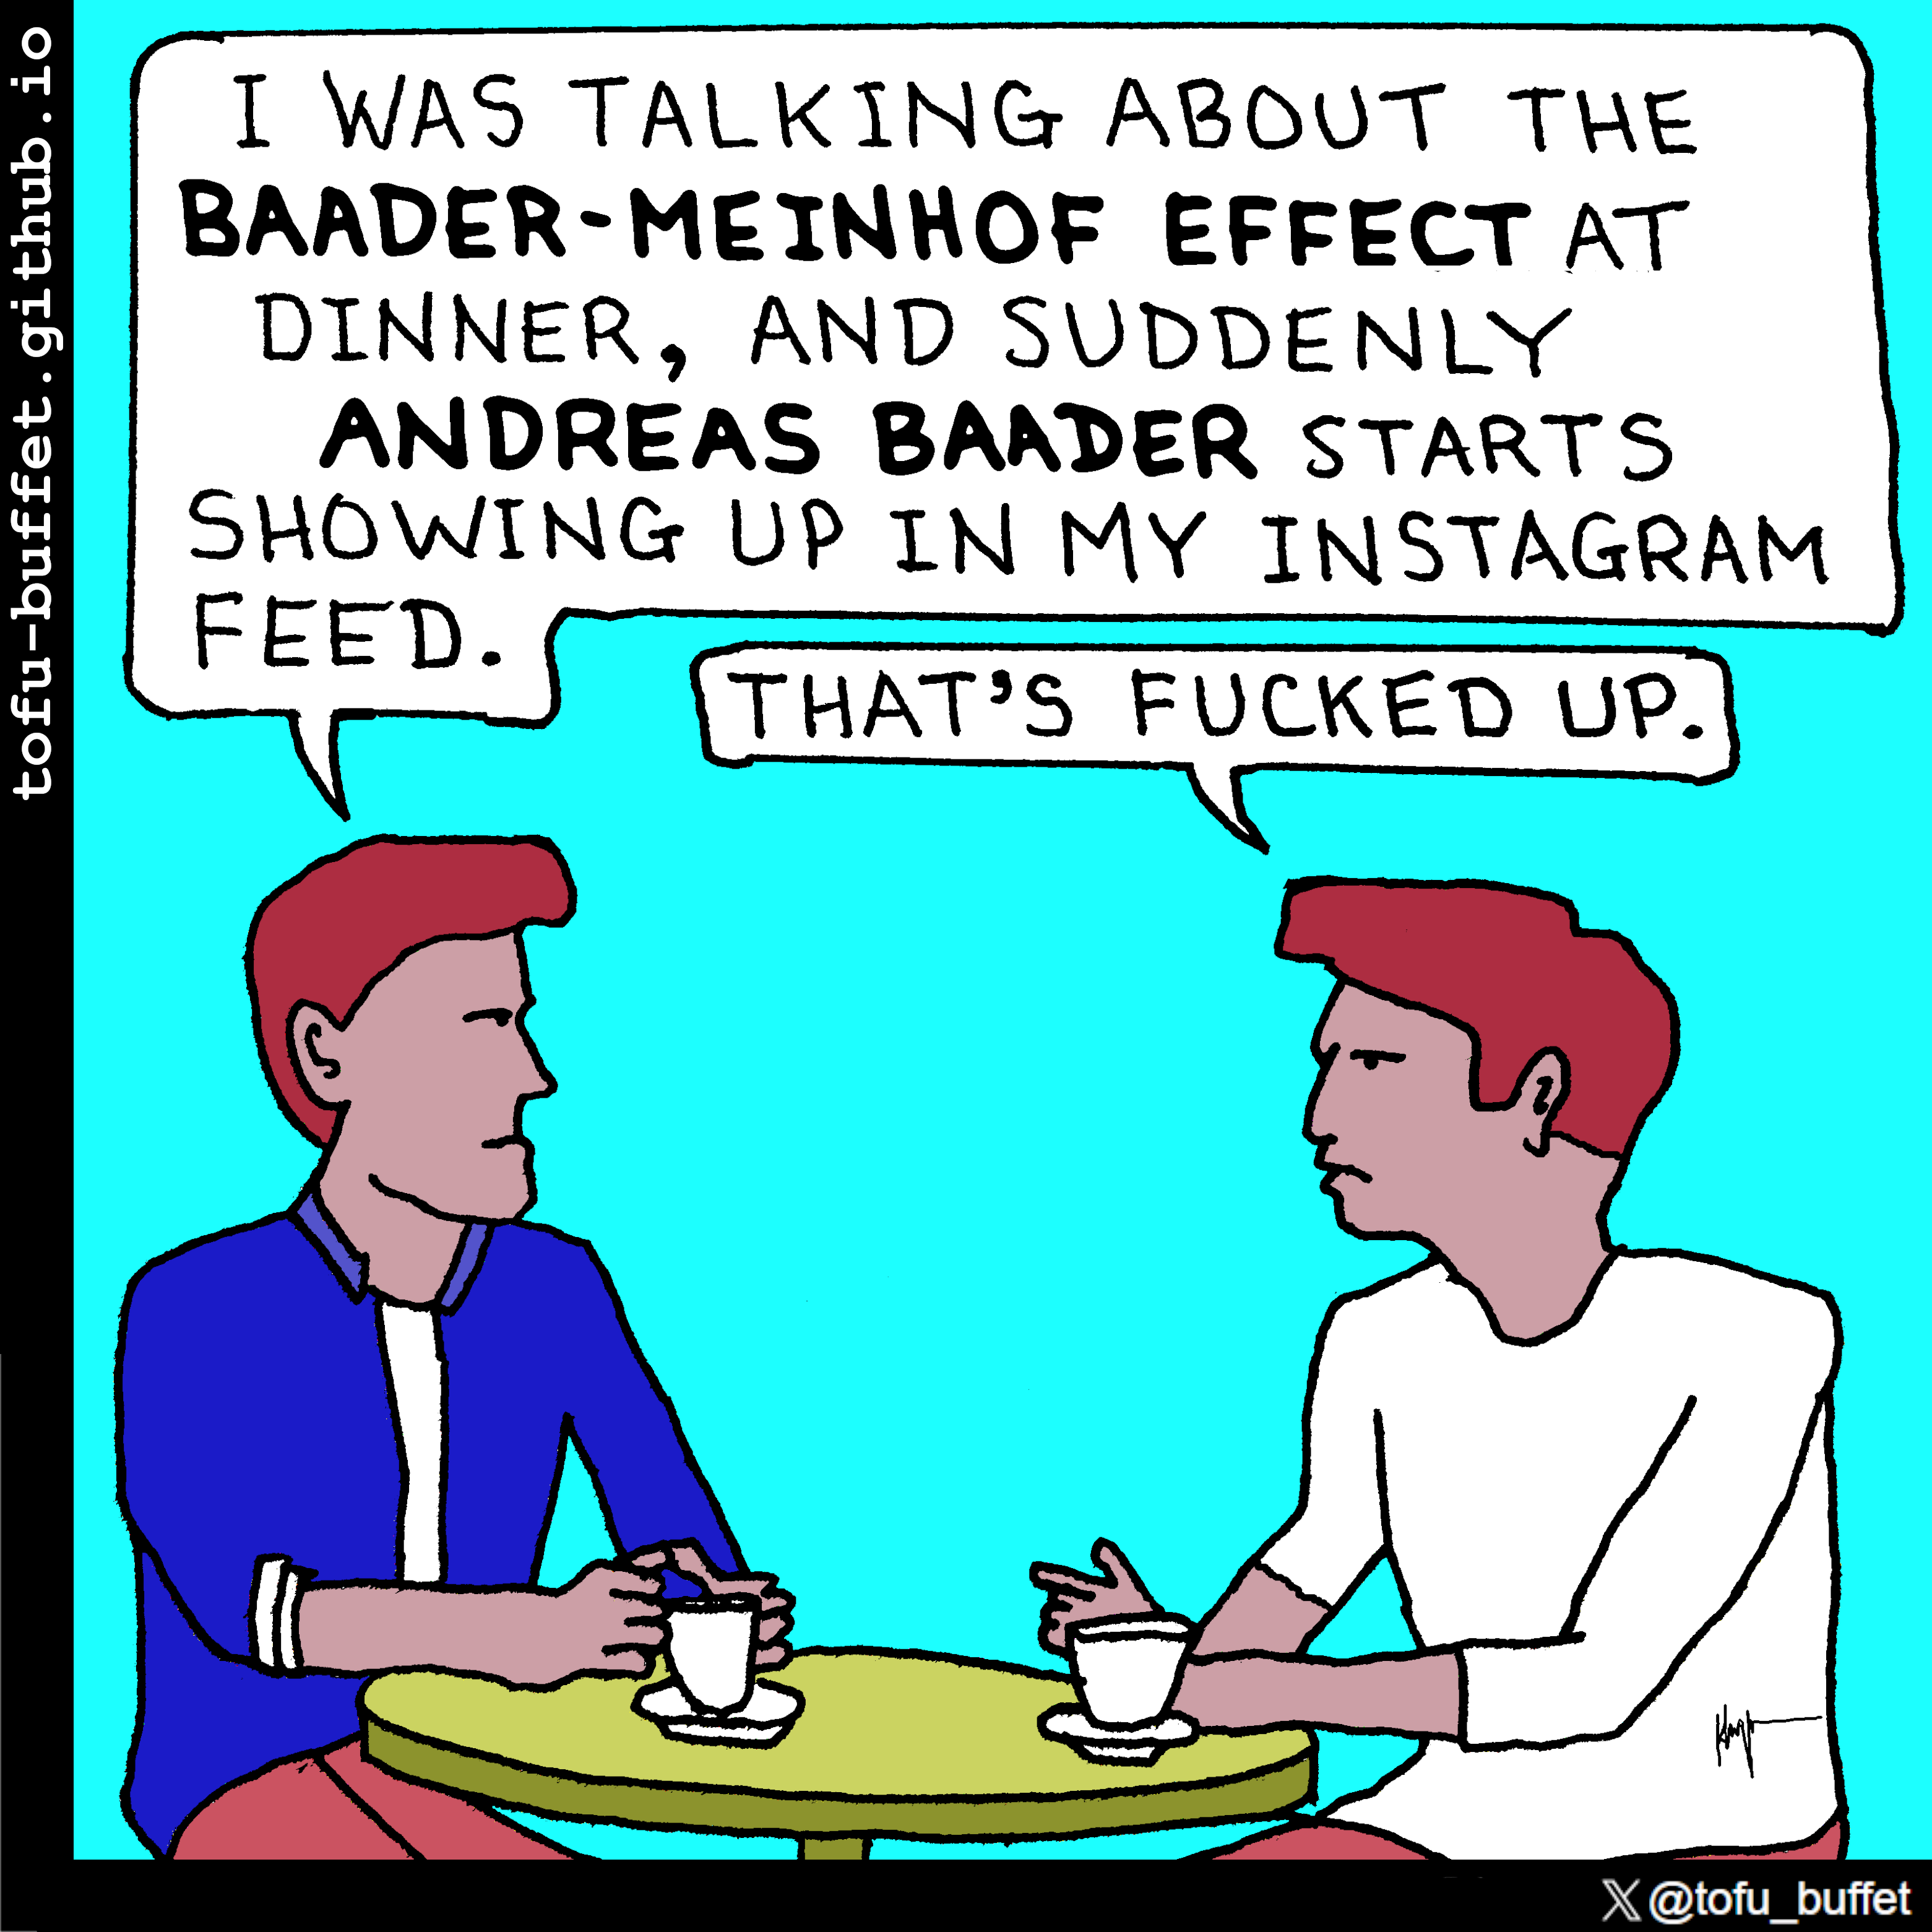 I WAS TALKING ABOUT THE
BAADER-MEINHOF EFFECT AT
DINNER, AND SUDDENLY
ANDREAS BAADER STARTS
SHOWING UP IN MY INSTAGRAM
FEED.
THAT'S FUCKED UP.
tofu-buffet.github.io
X @tofu_buffet